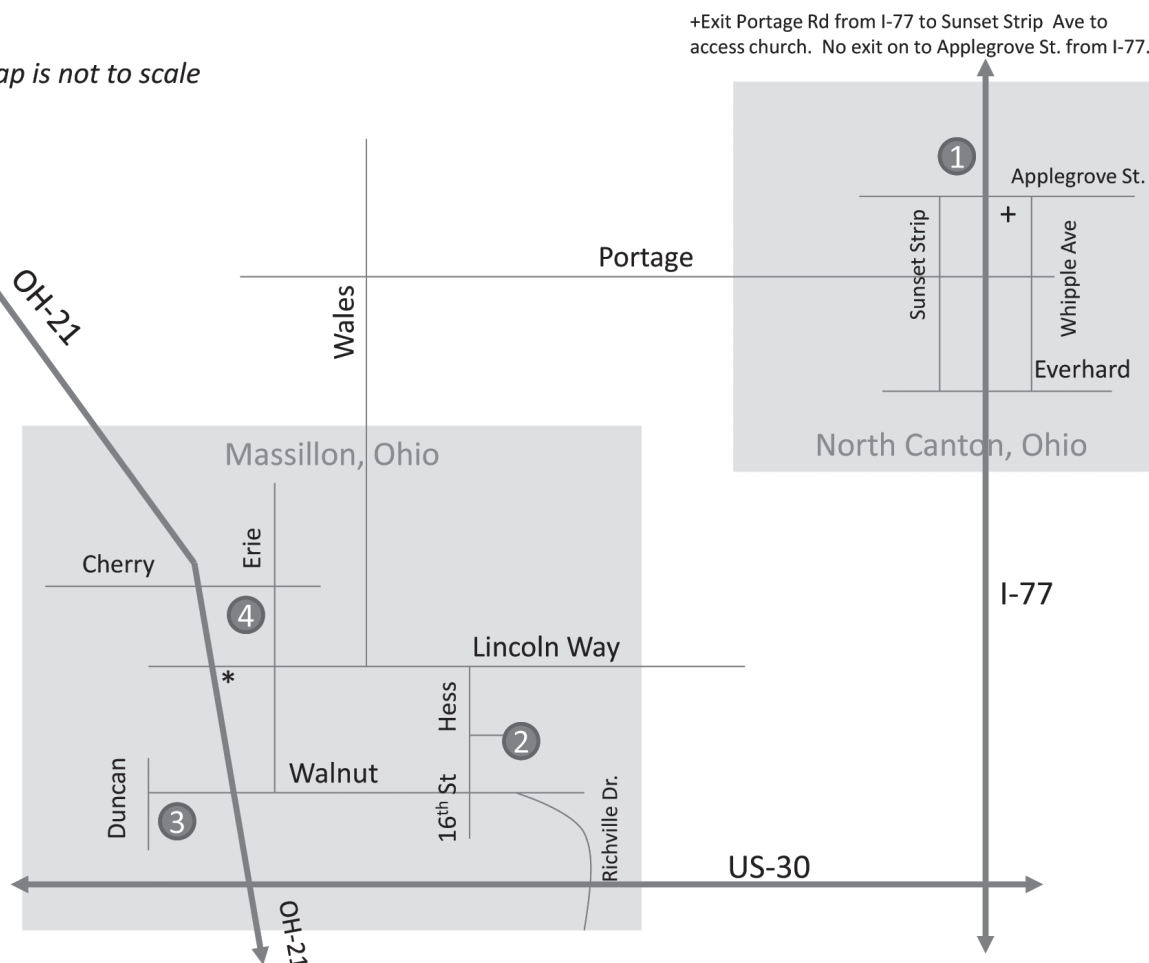 +Exit Portage Rd from I-77 to Sunset Strip Ave to
access church. No exit on to Applegrove St. from I-77.
ap is not to scale
1
Applegrove St.
+
Sunset Strip
Whipple Ave
Portage
Wales
OH-21
Everhard
Massillon, Ohio
North Canton, Ohio
Erie
Cherry
4
I-77
Lincoln Way
*
Hess
2
Duncan
Walnut
16th St
Richville Dr.
3
US-30
OH-21